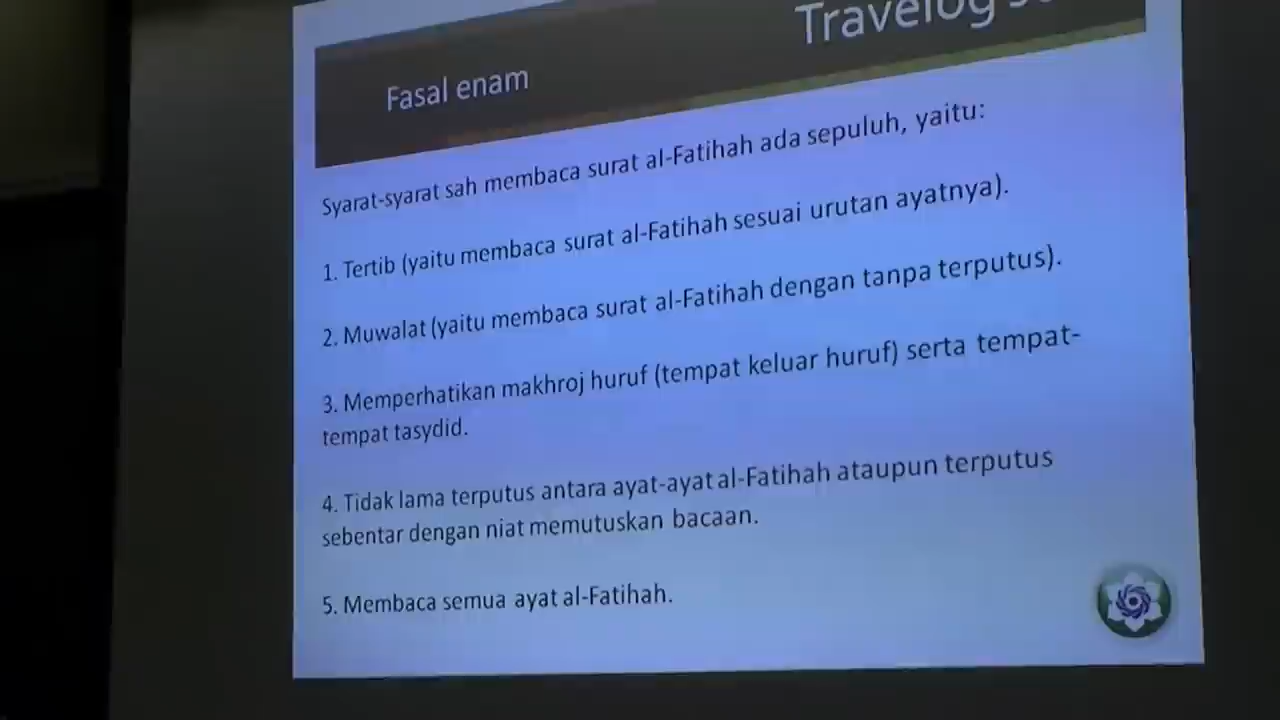 Travelog
Fasal enam
Syarat-syarat sah membaca surat al-Fatihah ada sepuluh, yaitu:
1. Tertib (yaitu membaca surat al-Fatihah sesuai urutan ayatnya).
2. Muwalat (yaitu membaca surat al-Fatihah dengan tanpa terputus).
3. Memperhatikan makhroj huruf (tempat keluar huruf) serta tempat-
tempat tasydid.
4. Tidak lama terputus antara ayat-ayat al-Fatihah ataupun terputus
sebentar dengan niat memutuskan bacaan.
5. Membaca semua ayat al-Fatihah.